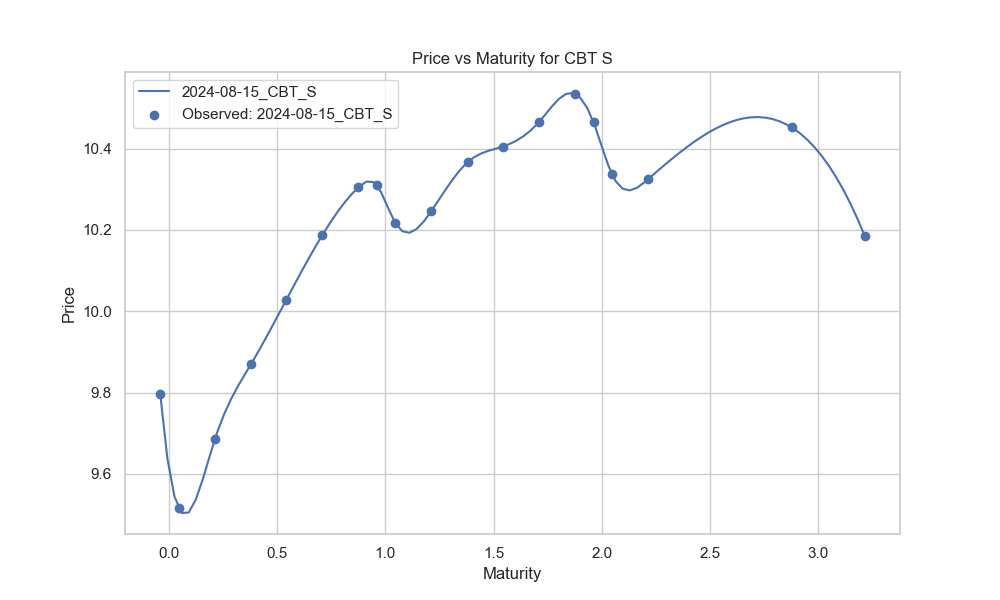 Price vs Maturity for CBT S
2024-08-15_CBT_S
Observed: 2024-08-15_CBT_S
Price
10.4
10.2
10.0
9.8
9.6
0.0 0.5 1.0 1.5 2.0 2.5 3.0
Maturity